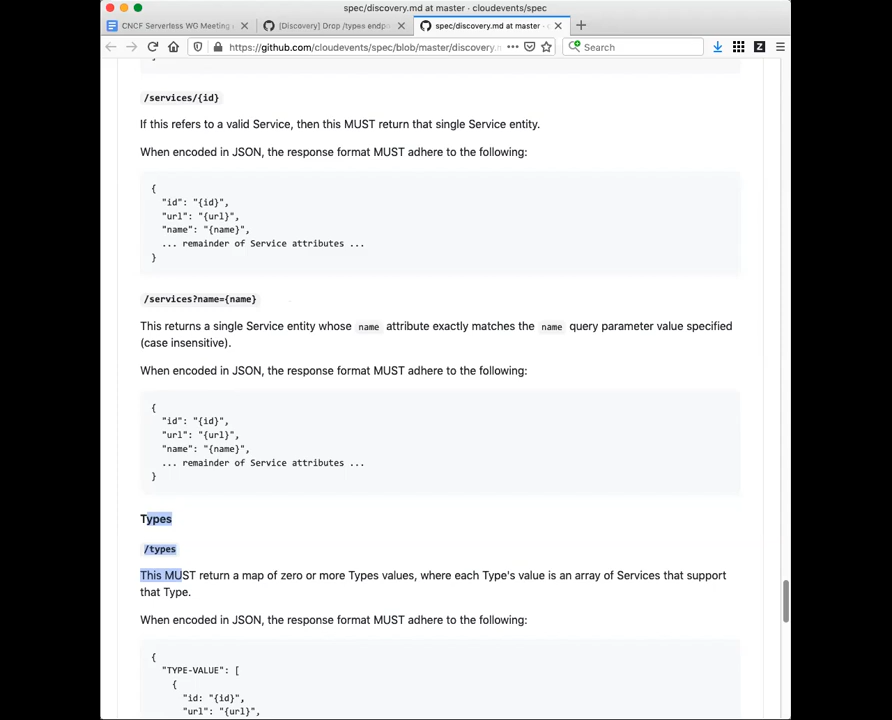 spec/discovery.md at master · cloudevents/spec
CNCF Serverless WG Meeting
[Discovery] Drop /types endpo
spec/discovery.md at master ·
https://github.com/cloudevents/spec/blob/master/discovery.
Search
/services/{id}
If this refers to a valid Service, then this MUST return that single Service entity.
When encoded in JSON, the response format MUST adhere to the following:
{
"id": "{id}",
"url": "{url}",
"name": "{name}",
... remainder of Service attributes ...
}
/services?name={name}
This returns a single Service entity whose name attribute exactly matches the name query parameter value specified
(case insensitive).
When encoded in JSON, the response format MUST adhere to the following:
{
"id": "{id}",
"url": "{url}",
"name": "{name}",
... remainder of Service attributes ...
}
Types
/types
This MUST return a map of zero or more Types values, where each Type's value is an array of Services that support
that Type.
When encoded in JSON, the response format MUST adhere to the following:
{
"TYPE-VALUE": [
{
"id: "{id}",
"url": "{url}",